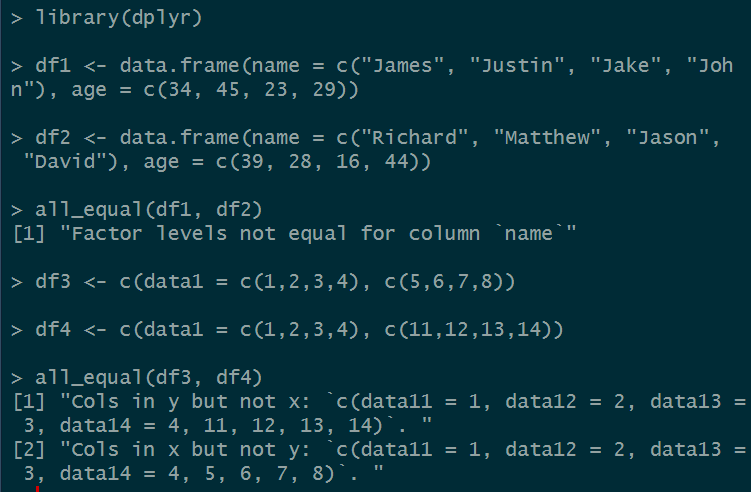 > library(dplyr)
> df1 <- data.frame(name = c("James", "Justin", "Jake", "Joh
n"), age = c(34, 45, 23, 29))
> df2 <- data.frame(name = c("Richard", "Matthew", "Jason",
 "David"), age = c(39, 28, 16, 44))
> all_equal(df1, df2)
[1] "Factor levels not equal for column `name`"
> df3 <- c(data1 = c(1,2,3,4), c(5,6,7,8))
> df4 <- c(data1 = c(1,2,3,4), c(11,12,13,14))
> all_equal(df3, df4)
[1] "Cols in y but not x: `c(data11 = 1, data12 = 2, data13 =
 3, data14 = 4, 11, 12, 13, 14)`. "
[2] "Cols in x but not y: `c(data11 = 1, data12 = 2, data13 =
 3, data14 = 4, 5, 6, 7, 8)`. "